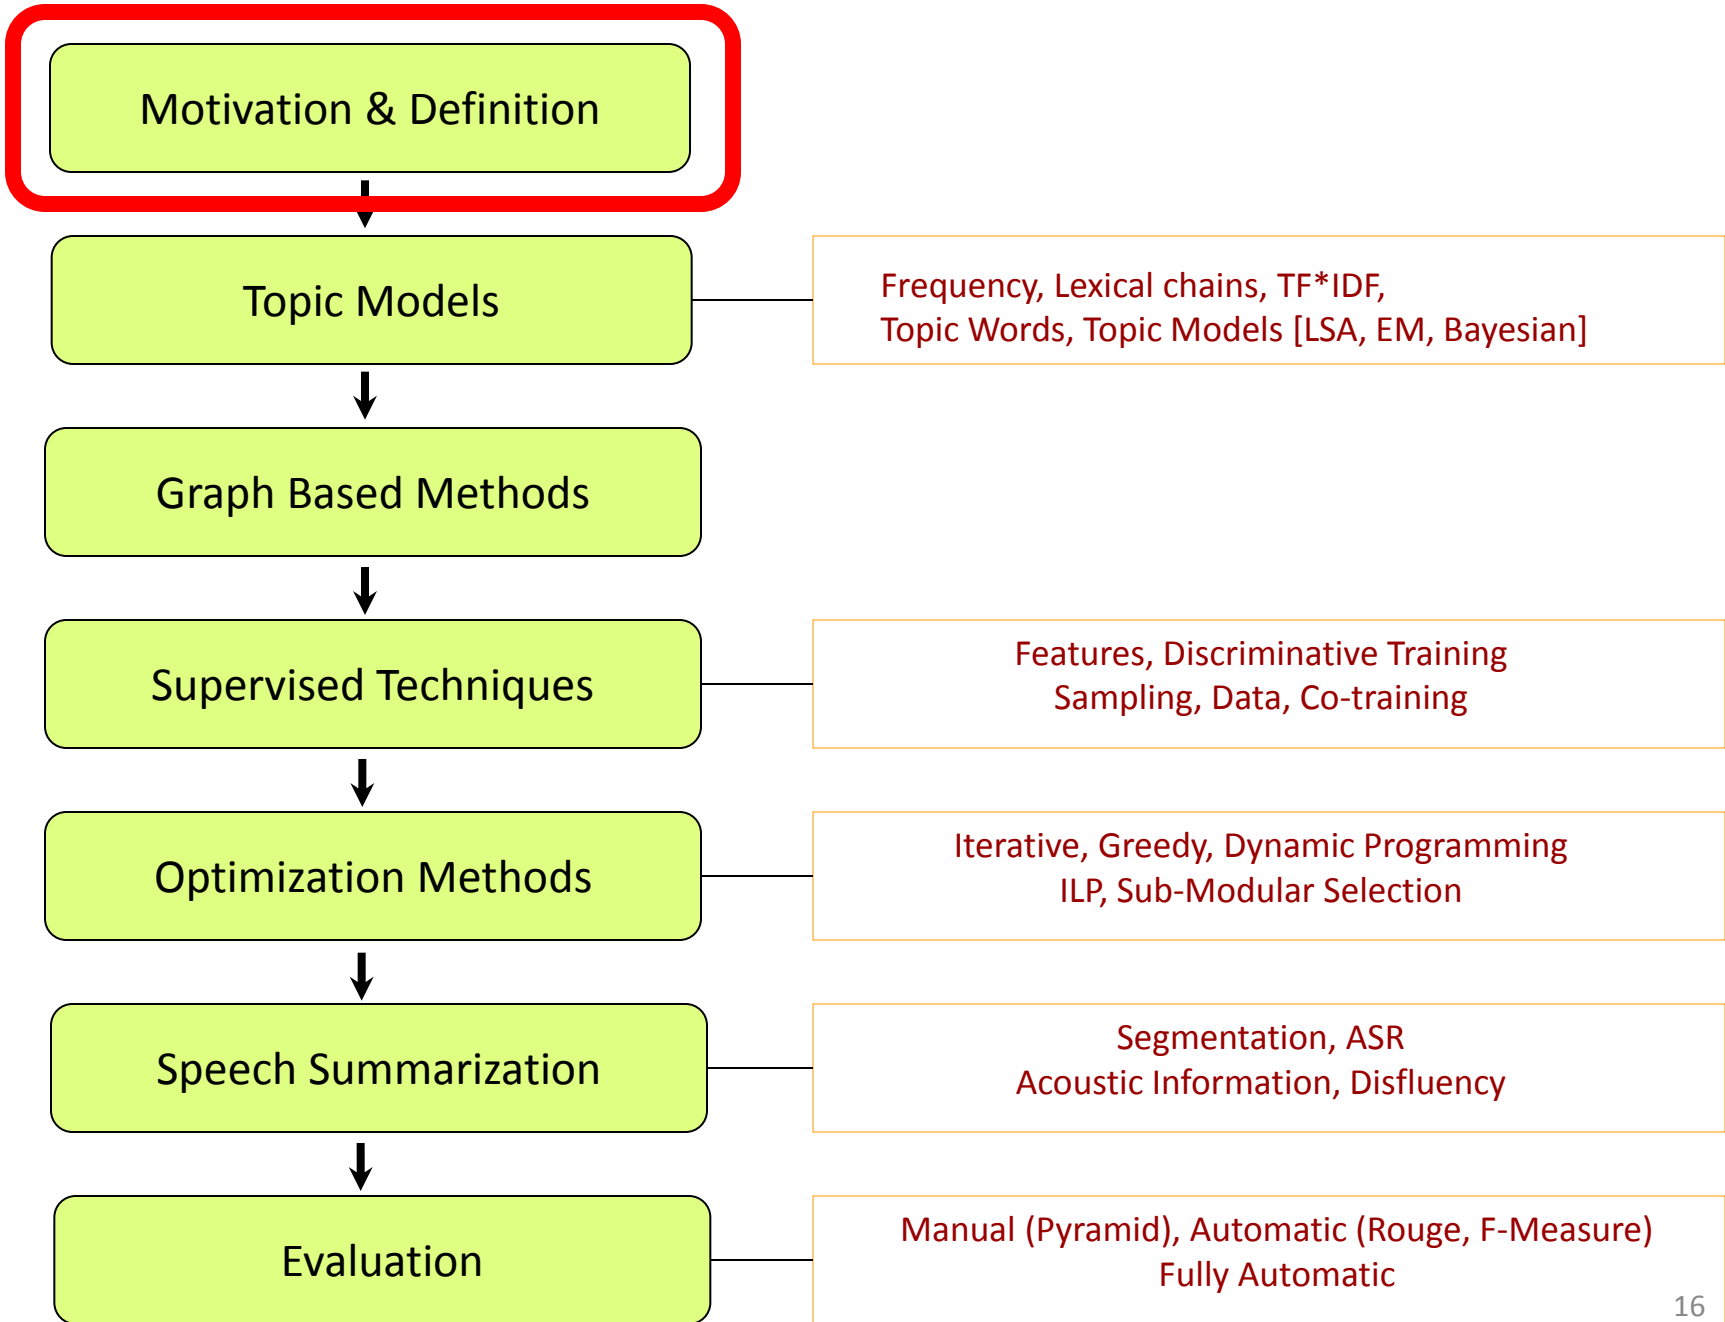 Motivation & Definition
Topic Models
Frequency, Lexical chains, TF*IDF,
Topic Words, Topic Models [LSA, EM, Bayesian]
Graph Based Methods
Supervised Techniques
Features, Discriminative Training
Sampling, Data, Co-training
Optimization Methods
Iterative, Greedy, Dynamic Programming
ILP, Sub-Modular Selection
Speech Summarization
Segmentation, ASR
Acoustic Information, Disfluency
Evaluation
Manual (Pyramid), Automatic (Rouge, F-Measure)
Fully Automatic
16